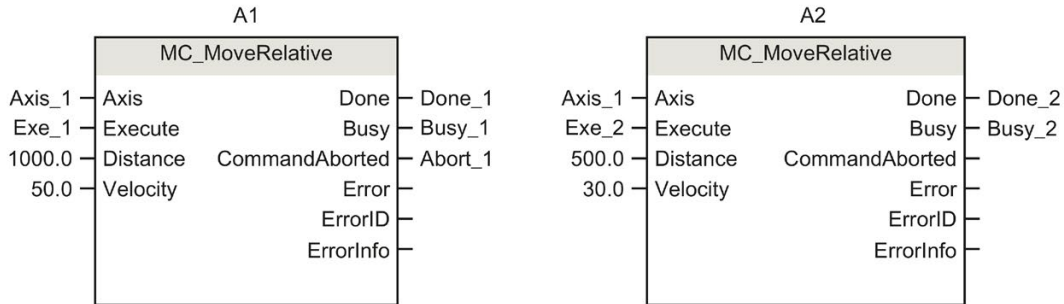 A1
MC_MoveRelative
Axis_1 Axis Done Done_1
Exe_1 Execute Busy Busy_1
1000.0 Distance CommandAborted Abort_1
50.0 Velocity Error
ErrorID
ErrorInfo
A2
MC_MoveRelative
Axis_1 Axis Done Done_2
Exe_2 Execute Busy Busy_2
500.0 Distance CommandAborted
30.0 Velocity Error
ErrorID
ErrorInfo